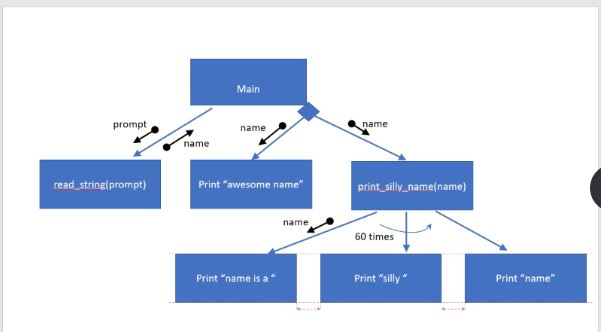 Main
prompt
name
name
name
read_string(prompt)
Print “awesome name”
print_silly_name(name)
name
60 times
Print “name is a “
Print “silly “
Print “name”